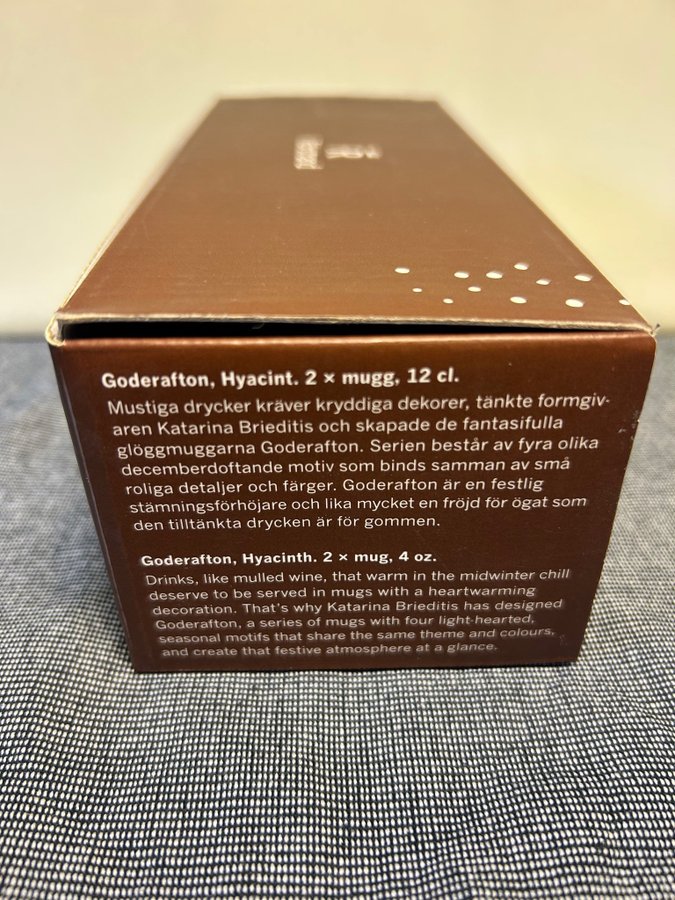 Goderafton, Hyacint. 2 × mugg, 12 cl.
Mustiga drycker kräver kryddiga dekorer, tänkte formgiv-
aren Katarina Brieditis och skapade de fantasifulla
glöggmuggarna Goderafton. Serien består av fyra olika
decemberdoftande motiv som binds samman av små
roliga detaljer och färger. Goderafton är en festlig
stämningsförhöjare och lika mycket en fröjd för ögat som
den tilltänkta drycken är för gommen.
Goderafton, Hyacinth. 2 × mug, 4 oz.
Drinks, like mulled wine, that warm in the midwinter chill
deserve to be served in mugs with a heartwarming
decoration. That's why Katarina Brieditis has designed
Goderafton, a series of mugs with four light-hearted,
seasonal motifs that share the same theme and colours,
and create that festive atmosphere at a glance.